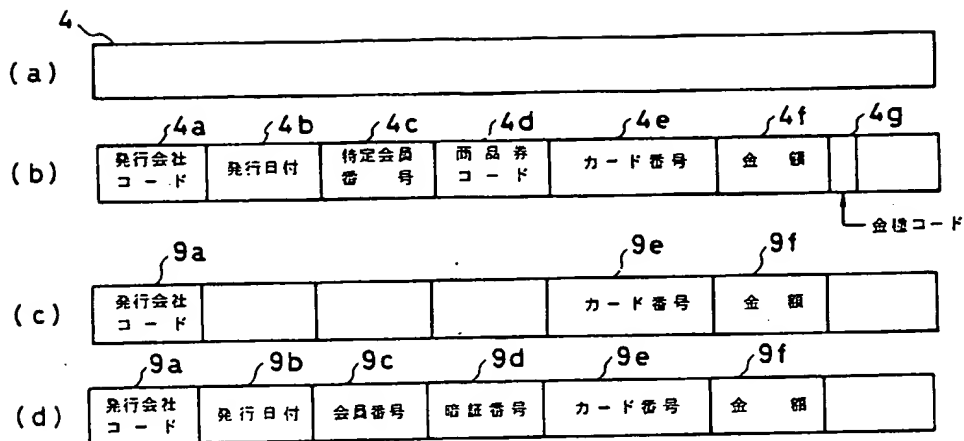 4
(a)
4a 4b 4c 4d 4e 4f 4g
(b)
発行会社
コード
発行日付
特定会員
番号
商品券
コード
カード番号
金額
金種コード
9a 9e 9f
(c)
発行会社
コード
カード番号
金額
9a 9b 9c 9d 9e 9f
(d)
発行会社
コード
発行日付
会員番号
暗証番号
カード番号
金額